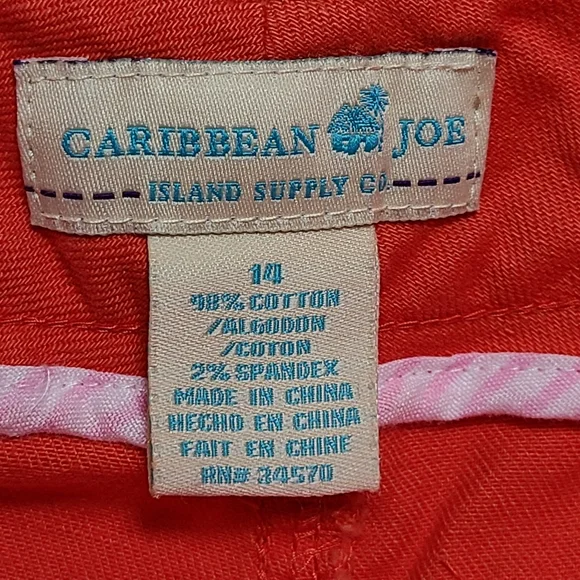 CARIBBEAN JOE
ISLAND SUPPLY CO.
14
98% COTTON
/ALGODON
/COTON
2% SPANDEX
MADE IN CHINA
HECHO EN CHINA
FAIT EN CHINE
RN# 34570